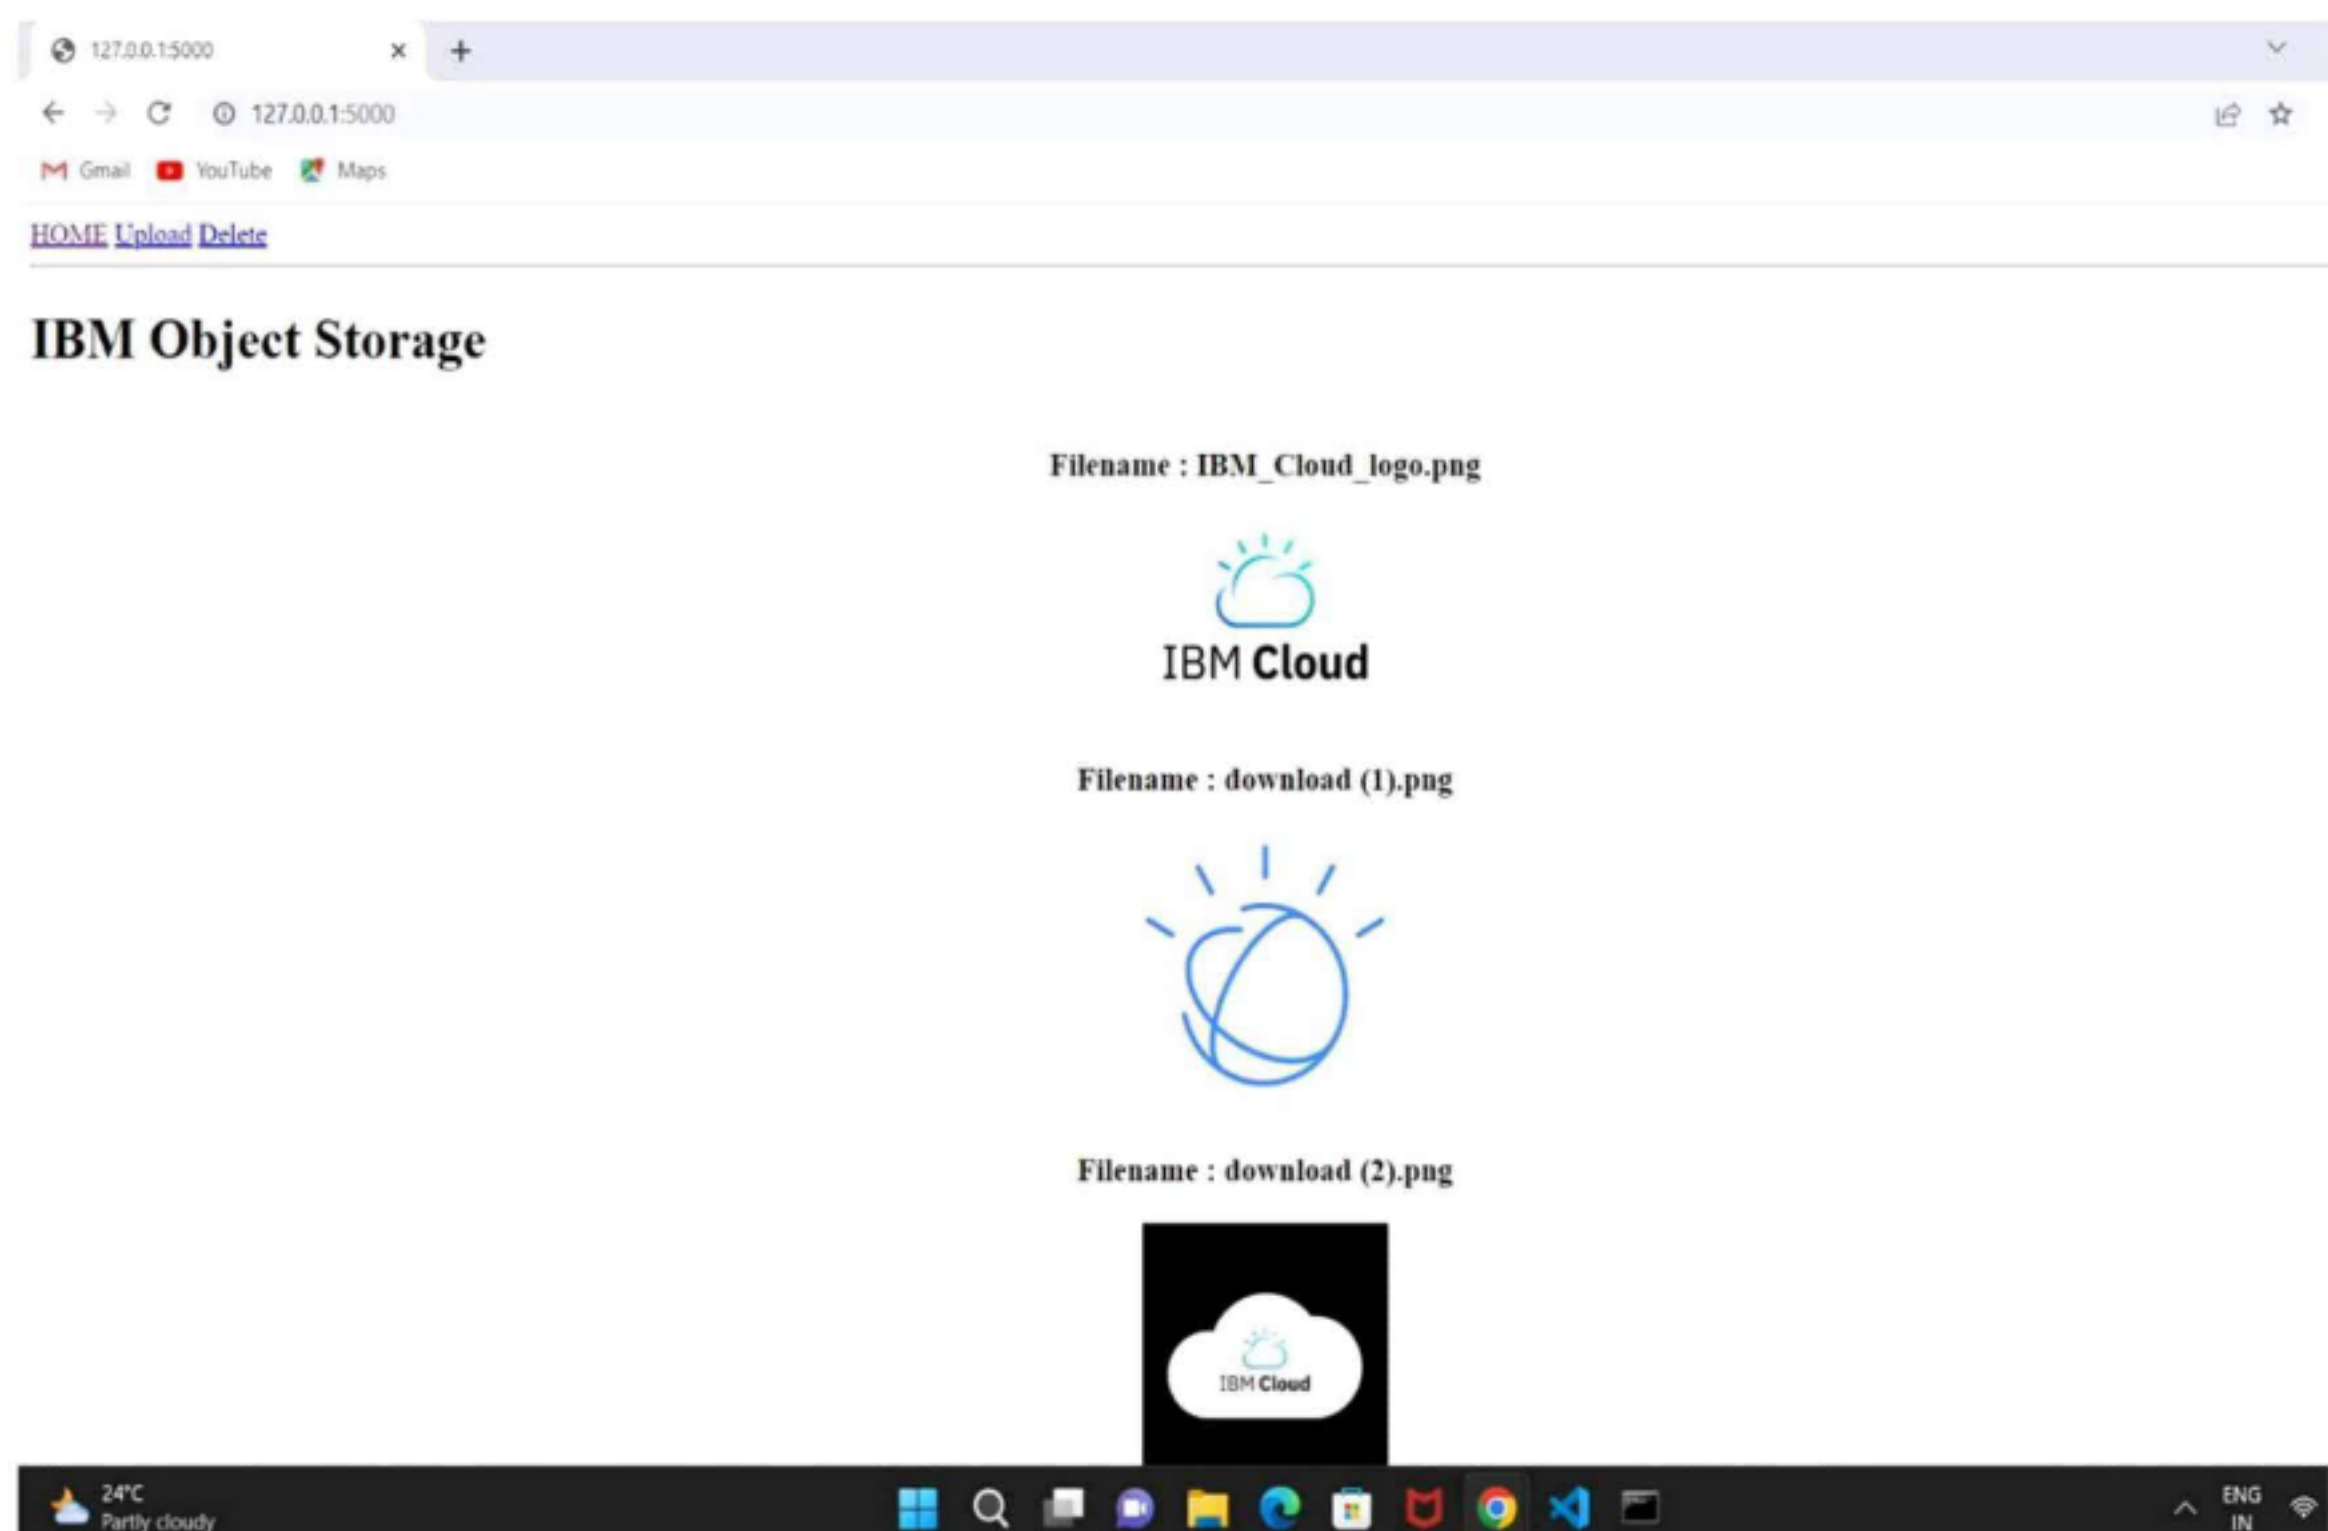 127.0.0.1:5000
127.0.0.1:5000
Gmail YouTube Maps
HOME Upload Delete
IBM Object Storage
Filename : IBM_Cloud_logo.png
IBM Cloud
Filename : download (1).png
Filename : download (2).png
IBM Cloud
24°C
Partly cloudy
ENG
IN